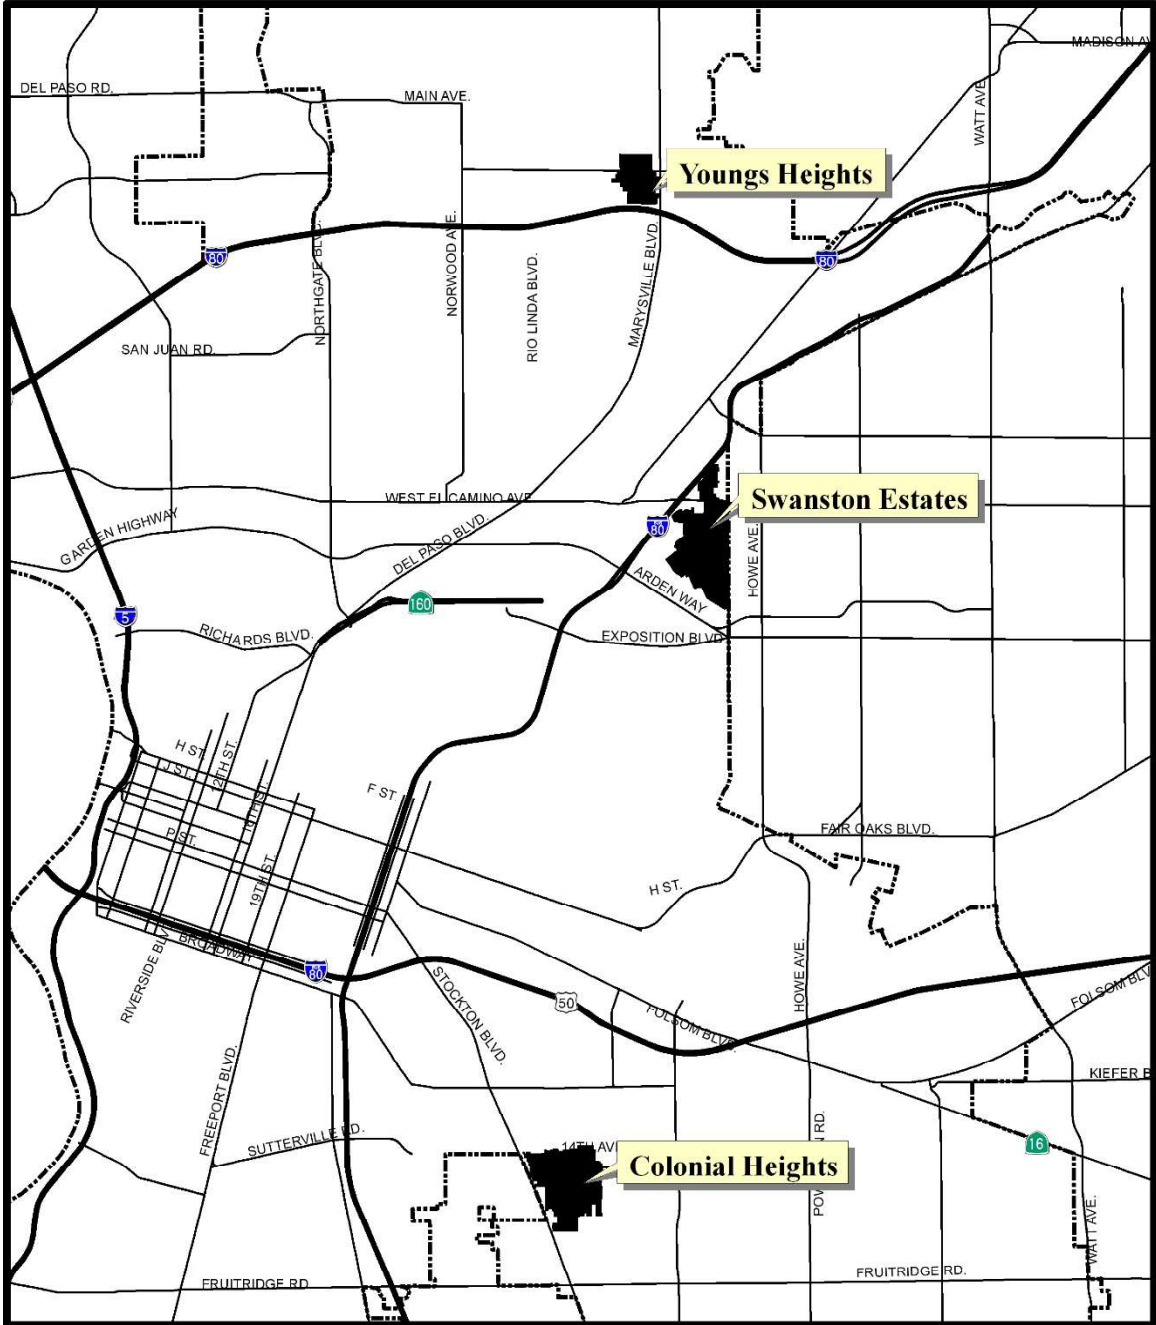 MADISON AV
DEL PASO RD.
MAIN AVE.
WATT AVE.
Youngs Heights
NORTHGATE BLVD.
NORWOOD AVE.
RIO LINDA BLVD.
MARYSVILLE BLVD.
80
80
SAN JUAN RD.
WEST EL CAMINO AVE.
Swanston Estates
GARDEN HIGHWAY
DEL PASO BLVD.
80
HOWE AVE.
ARDEN WAY
5
160
RICHARDS BLVD.
EXPOSITION BLVD.
H ST.
J ST.
12TH ST.
16TH ST.
F ST
P ST.
19TH ST.
FAIR OAKS BLVD.
H ST.
RIVERSIDE BLV
BROADWAY
80
STOCKTON BLVD.
50
FOLSOM BLVD.
HOWE AVE.
FOLSOM BLV
KIEFER B
FREEPORT BLVD.
SUTTERVILLE RD.
14TH AV
Colonial Heights
POW N RD.
16
WATT AVE.
FRUITRIDGE RD
FRUITRIDGE RD.